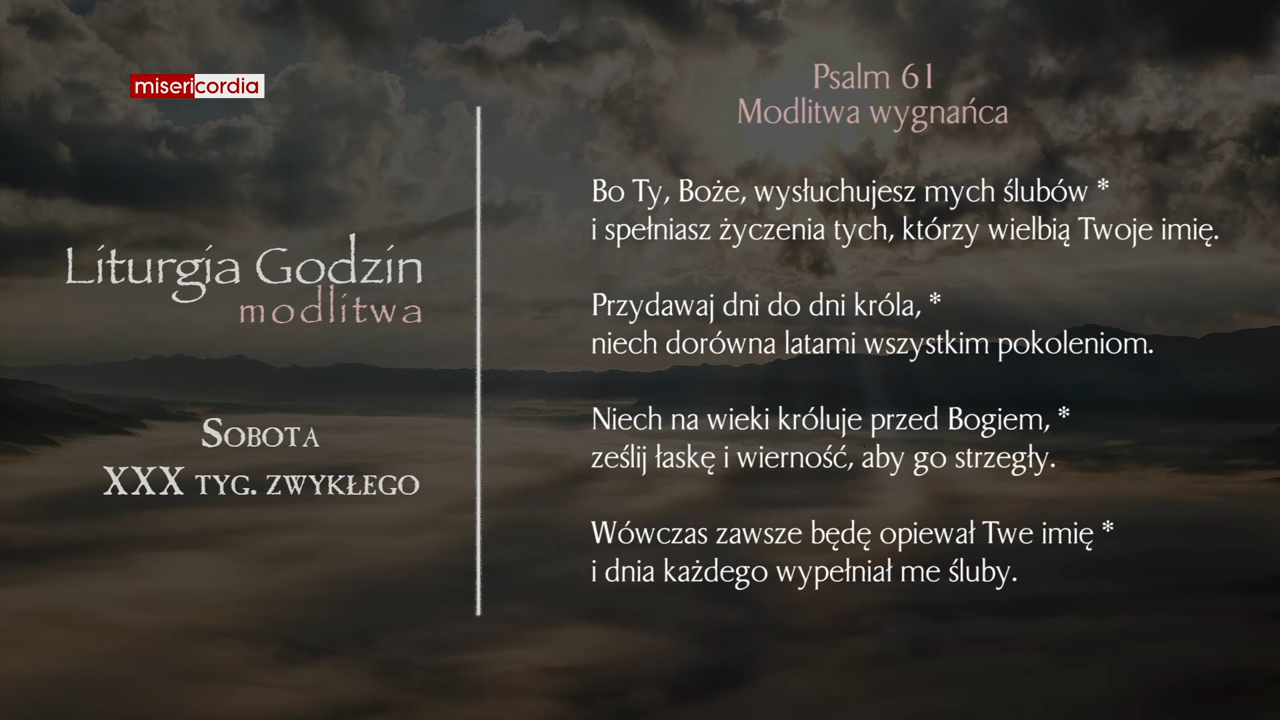 misericordia
Liturgia Godzin
modlitwa
Sobota
XXX tyg. zwykłego
Psalm 61
Modlitwa wygnańca
Bo Ty, Boże, wysłuchujesz mych ślubów *
i spełniasz życzenia tych, którzy wielbią Twoje imię.
Przydawaj dni do dni króla, *
niech dorówna latami wszystkim pokoleniom.
Niech na wieki króluje przed Bogiem, *
ześlij łaskę i wierność, aby go strzegły.
Wówczas zawsze będę opiewał Twe imię *
i dnia każdego wypełniał me śluby.